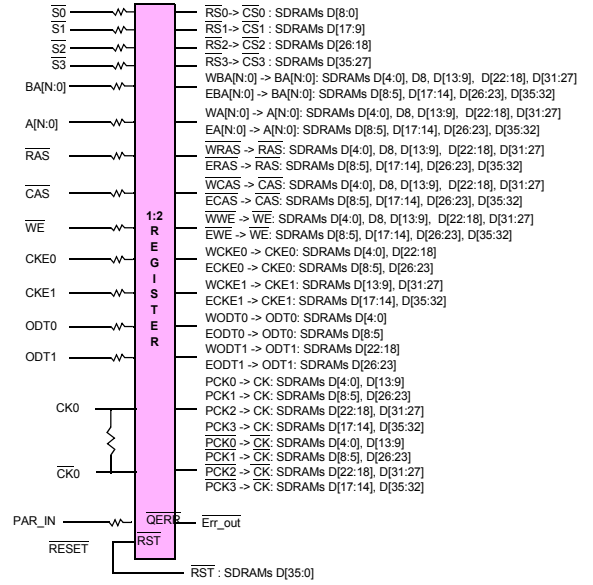 S0
RS0-> CS0 : SDRAMs D[8:0]
S1
RS1-> CS1 : SDRAMs D[17:9]
S2
RS2-> CS2 : SDRAMs D[26:18]
S3
RS3-> CS3 : SDRAMs D[35:27]
BA[N:0]
WBA[N:0] -> BA[N:0]: SDRAMs D[4:0], D8, D[13:9], D[22:18], D[31:27]
EBA[N:0] -> BA[N:0]: SDRAMs D[8:5], D[17:14], D[26:23], D[35:32]
A[N:0]
WA[N:0] -> A[N:0]: SDRAMs D[4:0], D8, D[13:9], D[22:18], D[31:27]
EA[N:0] -> A[N:0]: SDRAMs D[8:5], D[17:14], D[26:23], D[35:32]
RAS
WRAS -> RAS: SDRAMs D[4:0], D8, D[13:9], D[22:18], D[31:27]
ERAS -> RAS: SDRAMs D[8:5], D[17:14], D[26:23], D[35:32]
CAS
WCAS -> CAS: SDRAMs D[4:0], D8, D[13:9], D[22:18], D[31:27]
ECAS -> CAS: SDRAMs D[8:5], D[17:14], D[26:23], D[35:32]
WE
WWE -> WE: SDRAMs D[4:0], D8, D[13:9], D[22:18], D[31:27]
EWE -> WE: SDRAMs D[8:5], D[17:14], D[26:23], D[35:32]
CKE0
WCKE0 -> CKE0: SDRAMs D[4:0], D[22:18]
ECKE0 -> CKE0: SDRAMs D[8:5], D[26:23]
CKE1
WCKE1 -> CKE1: SDRAMs D[13:9], D[31:27]
ECKE1 -> CKE1: SDRAMs D[17:14], D[35:32]
ODT0
WODT0 -> ODT0: SDRAMs D[4:0]
EODT0 -> ODT0: SDRAMs D[8:5]
ODT1
WODT1 -> ODT1: SDRAMs D[22:18]
EODT1 -> ODT1: SDRAMs D[26:23]
1:2
R
E
G
I
S
T
E
R
CK0
PCK0 -> CK: SDRAMs D[4:0], D[13:9]
PCK1 -> CK: SDRAMs D[8:5], D[26:23]
PCK2 -> CK: SDRAMs D[22:18], D[31:27]
PCK3 -> CK: SDRAMs D[17:14], D[35:32]
CK0
PCK0 -> CK: SDRAMs D[4:0], D[13:9]
PCK1 -> CK: SDRAMs D[8:5], D[26:23]
PCK2 -> CK: SDRAMs D[22:18], D[31:27]
PCK3 -> CK: SDRAMs D[17:14], D[35:32]
PAR_IN
QERR
Err_out
RESET
RST
RST : SDRAMs D[35:0]